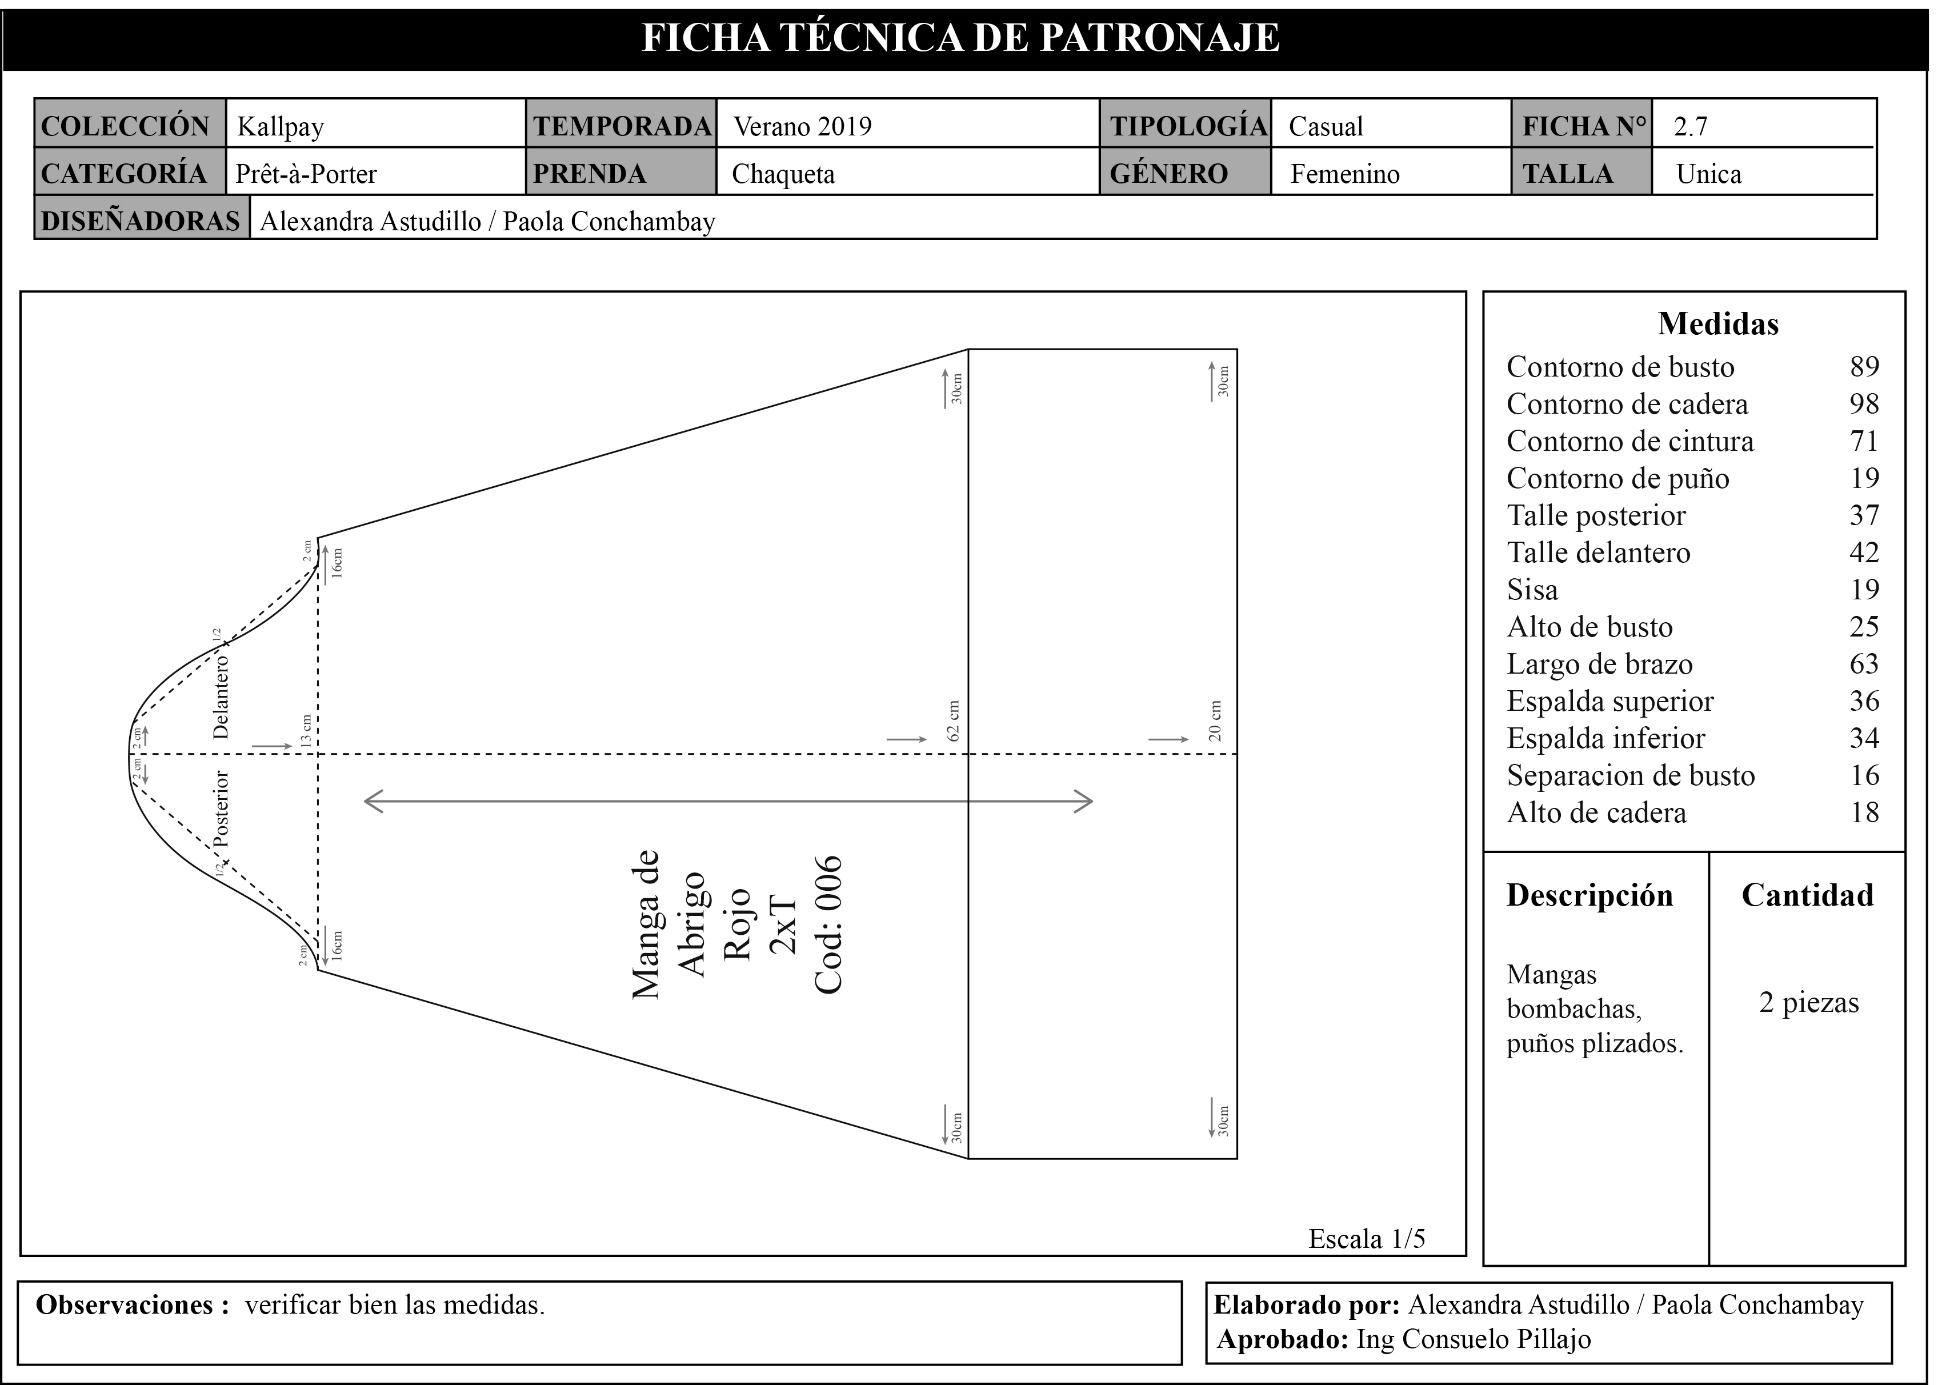 FICHA TÉCNICA DE PATRONAJE
COLECCIÓN Kallpay TEMPORADA Verano 2019 TIPOLOGÍA Casual FICHA N° 2.7
CATEGORÍA Prêt-à-Porter PRENDA Chaqueta GÉNERO Femenino TALLA Unica
DISEÑADORAS Alexandra Astudillo / Paola Conchambay
30cm
30cm
2 cm
16cm
1/2
Delantero
13 cm
2 cm
2 cm
62 cm
20 cm
Posterior
1/2
2 cm
16cm
Manga de
Abrigo
Rojo
2xT
Cod: 006
30cm
30cm
Escala 1/5
Medidas
Contorno de busto 89
Contorno de cadera 98
Contorno de cintura 71
Contorno de puño 19
Talle posterior 37
Talle delantero 42
Sisa 19
Alto de busto 25
Largo de brazo 63
Espalda superior 36
Espalda inferior 34
Separacion de busto 16
Alto de cadera 18
Descripción
Mangas
bombachas,
puños plizados.
Cantidad
2 piezas
Observaciones : verificar bien las medidas.
Elaborado por: Alexandra Astudillo / Paola Conchambay
Aprobado: Ing Consuelo Pillajo